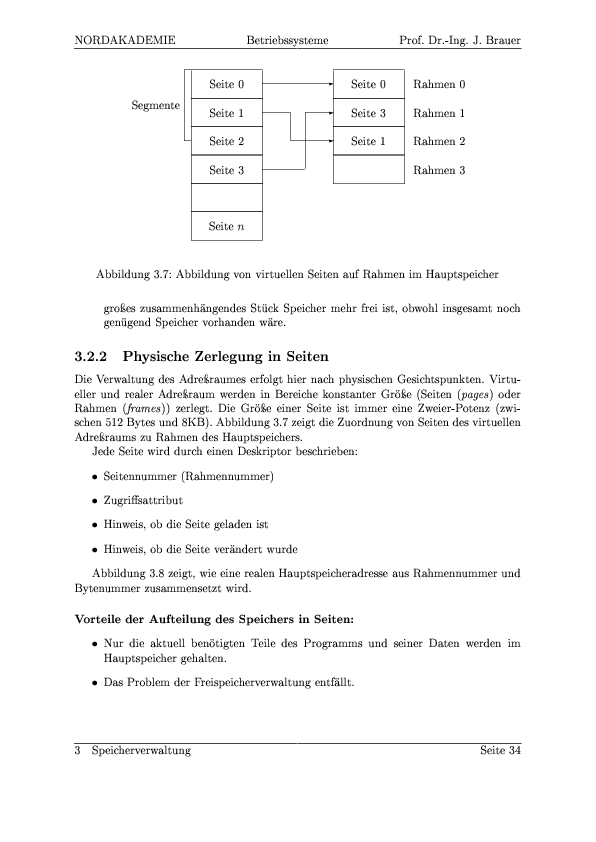 NORDAKADEMIE Betriebssysteme Prof. Dr.-Ing. J. Brauer
Seite 0 Seite 0 Rahmen 0
Segmente
Seite 1 Seite 3 Rahmen 1
Seite 2 Seite 1 Rahmen 2
Seite 3 Rahmen 3
Seite n
Abbildung 3.7: Abbildung von virtuellen Seiten auf Rahmen im Hauptspeicher
großes zusammenhängendes Stück Speicher mehr frei ist, obwohl insgesamt noch
genügend Speicher vorhanden wäre.
3.2.2 Physische Zerlegung in Seiten
Die Verwaltung des Adreßraumes erfolgt hier nach physischen Gesichtspunkten. Virtu-
eller und realer Adreßraum werden in Bereiche konstanter Größe (Seiten (pages) oder
Rahmen (frames)) zerlegt. Die Größe einer Seite ist immer eine Zweier-Potenz (zwi-
schen 512 Bytes und 8KB). Abbildung 3.7 zeigt die Zuordnung von Seiten des virtuellen
Adreßraums zu Rahmen des Hauptspeichers.
Jede Seite wird durch einen Deskriptor beschrieben:
• Seitennummer (Rahmennummer)
• Zugriffsattribut
• Hinweis, ob die Seite geladen ist
• Hinweis, ob die Seite verändert wurde
Abbildung 3.8 zeigt, wie eine realen Hauptspeicheradresse aus Rahmennummer und
Bytenummer zusammensetzt wird.
Vorteile der Aufteilung des Speichers in Seiten:
• Nur die aktuell benötigten Teile des Programms und seiner Daten werden im
Hauptspeicher gehalten.
• Das Problem der Freispeicherverwaltung entfällt.
3 Speicherverwaltung Seite 34